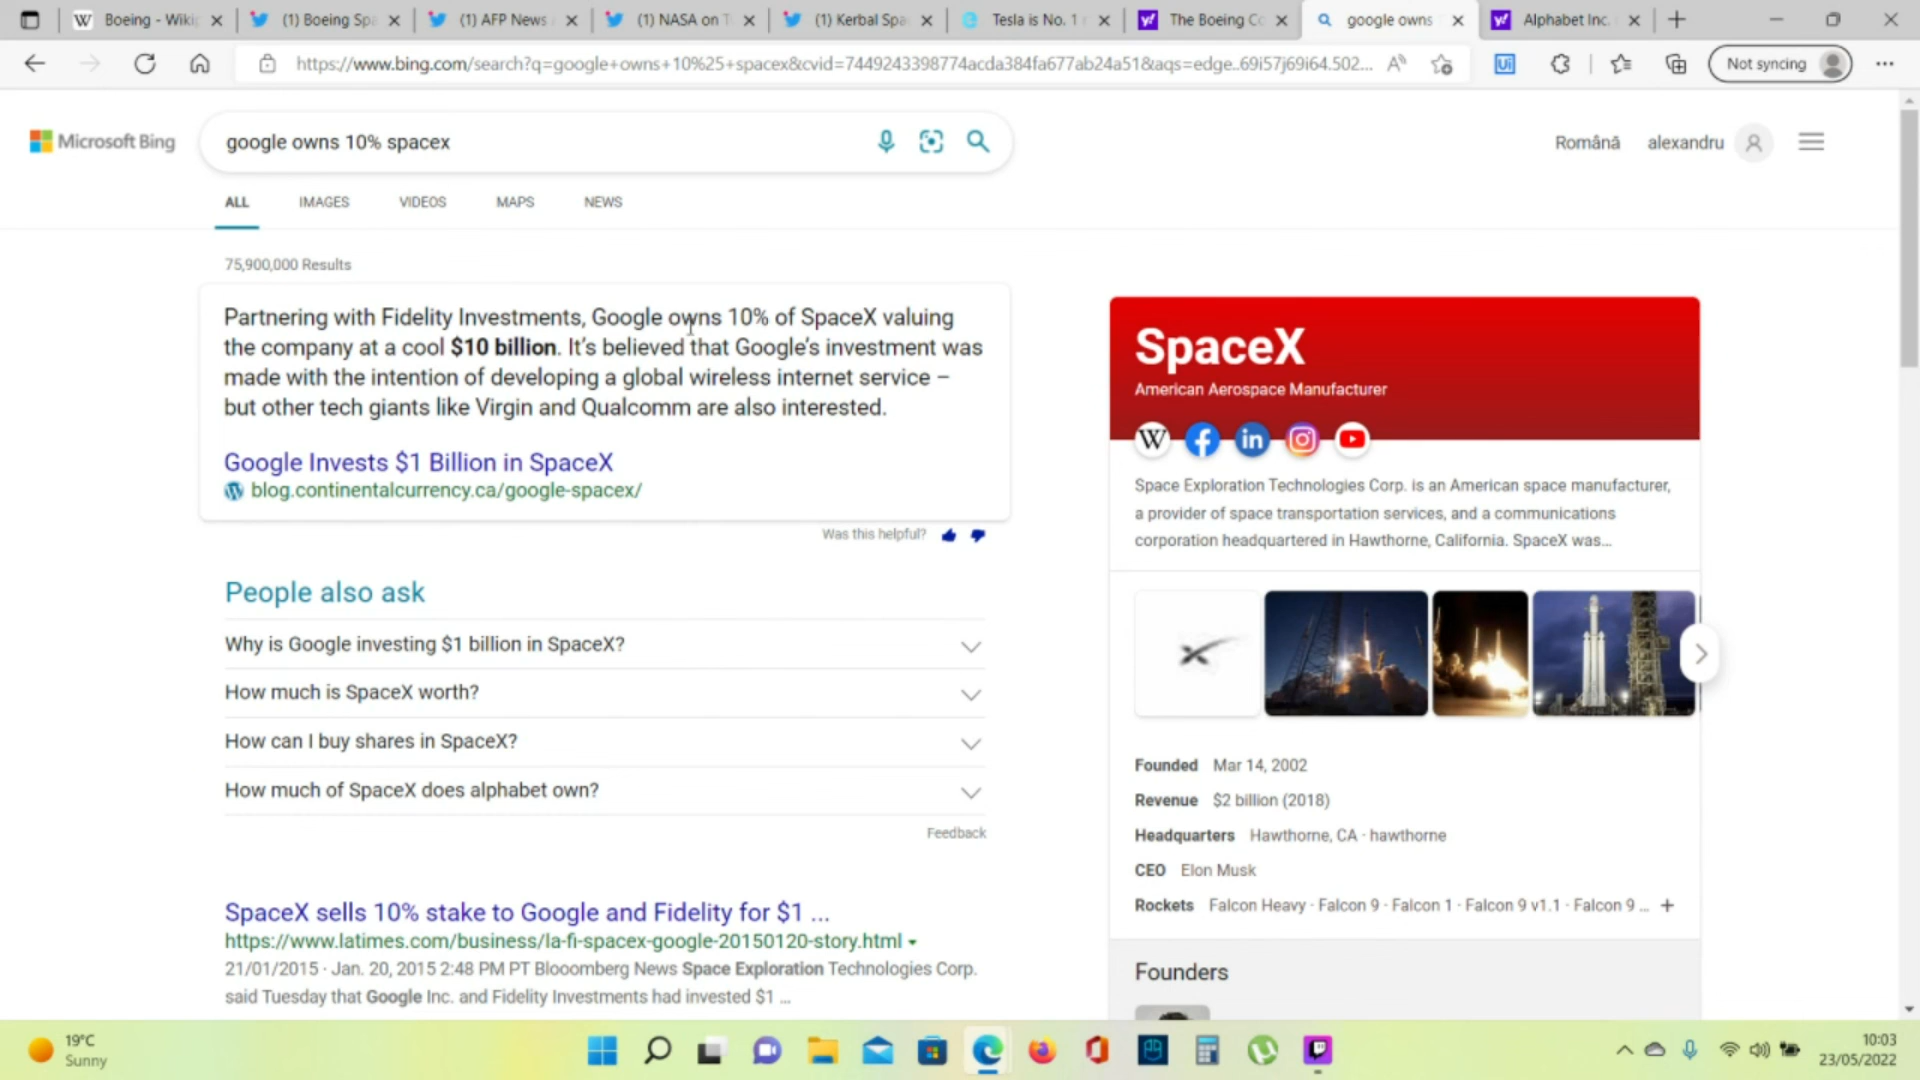 Boeing - Wikip
(1) Boeing Spa
(1) AFP News
(1) NASA on T
(1) Kerbal Spac
Tesla is No. 1
The Boeing Co
google owns
Alphabet Inc.
https://www.bing.com/search?q=google+owns+10%25+spacex&cvid=7449243398774acda384fa677ab24a51&aqs=edge..69i57j69i64.502...
Not syncing
Microsoft Bing
google owns 10% spacex
Română
alexandru
ALL
IMAGES
VIDEOS
MAPS
NEWS
75,900,000 Results
Partnering with Fidelity Investments, Google owns 10% of SpaceX valuing
the company at a cool $10 billion. It's believed that Google's investment was
made with the intention of developing a global wireless internet service –
but other tech giants like Virgin and Qualcomm are also interested.
Google Invests $1 Billion in SpaceX
blog.continentalcurrency.ca/google-spacex/
Was this helpful?
People also ask
Why is Google investing $1 billion in SpaceX?
How much is SpaceX worth?
How can I buy shares in SpaceX?
How much of SpaceX does alphabet own?
Feedback
SpaceX sells 10% stake to Google and Fidelity for $1 ...
https://www.latimes.com/business/la-fi-spacex-google-20150120-story.html
21/01/2015 · Jan. 20, 2015 2:48 PM PT Blooomberg News Space Exploration Technologies Corp.
said Tuesday that Google Inc. and Fidelity Investments had invested $1 ...
SpaceX
American Aerospace Manufacturer
Space Exploration Technologies Corp. is an American space manufacturer,
a provider of space transportation services, and a communications
corporation headquartered in Hawthorne, California. SpaceX was...
Founded Mar 14, 2002
Revenue $2 billion (2018)
Headquarters Hawthorne, CA · hawthorne
CEO Elon Musk
Rockets Falcon Heavy · Falcon 9 · Falcon 1 · Falcon 9 v1.1 · Falcon 9 ...
Founders
19°C
Sunny
10:03
23/05/2022